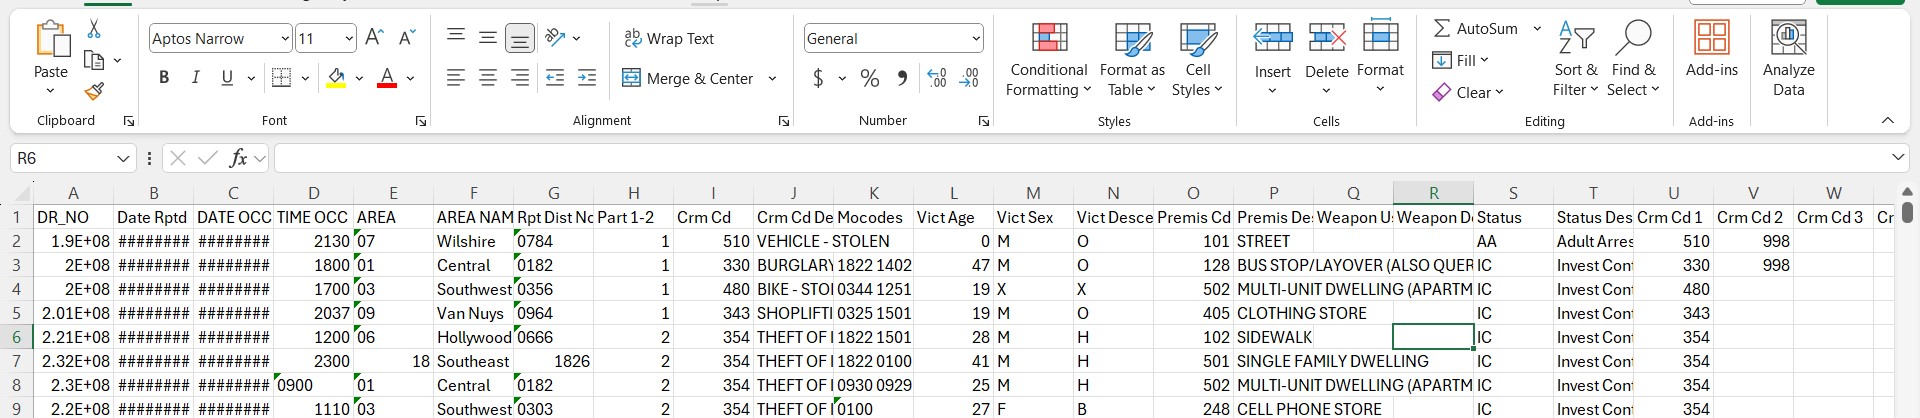 Aptos Narrow 11 A A ab Wrap Text General AutoSum
Paste B I U A Merge & Center $ % 9 .00 Conditional Formatting Format as Table Cell Styles Insert Delete Format Fill Clear Sort & Filter Find & Select Add-ins Analyze Data
Clipboard Font Alignment Number Styles Cells Editing Add-ins
R6 fx
A B C D E F G H I J K L M N O P Q R S T U V W
1 DR_NO Date Rptd DATE OCC TIME OCC AREA AREA NAM Rpt Dist No Part 1-2 Crm Cd Crm Cd De Mocodes Vict Age Vict Sex Vict Desce Premis Cd Premis Des Weapon Us Weapon De Status Status Des Crm Cd 1 Crm Cd 2 Crm Cd 3 Cr
2 1.9E+08 ######## ######## 2130 07 Wilshire 0784 1 510 VEHICLE - STOLEN 0 M O 101 STREET AA Adult Arres 510 998
3 2E+08 ######## ######## 1800 01 Central 0182 1 330 BURGLARY 1822 1402 47 M O 128 BUS STOP/LAYOVER (ALSO QUER IC Invest Cont 330 998
4 2E+08 ######## ######## 1700 03 Southwest 0356 1 480 BIKE - STOL 0344 1251 19 X X 502 MULTI-UNIT DWELLING (APARTM IC Invest Cont 480
5 2.01E+08 ######## ######## 2037 09 Van Nuys 0964 1 343 SHOPLIFTI 0325 1501 19 M O 405 CLOTHING STORE IC Invest Cont 343
6 2.21E+08 ######## ######## 1200 06 Hollywood 0666 2 354 THEFT OF I 1822 1501 28 M H 102 SIDEWALK IC Invest Cont 354
7 2.32E+08 ######## ######## 2300 18 Southeast 1826 2 354 THEFT OF I 1822 0100 41 M H 501 SINGLE FAMILY DWELLING IC Invest Cont 354
8 2.3E+08 ######## ######## 0900 01 Central 0182 2 354 THEFT OF I 0930 0929 25 M H 502 MULTI-UNIT DWELLING (APARTM IC Invest Cont 354
9 2.2E+08 ######## ######## 1110 03 Southwest 0303 2 354 THEFT OF I 0100 27 F B 248 CELL PHONE STORE IC Invest Cont 354